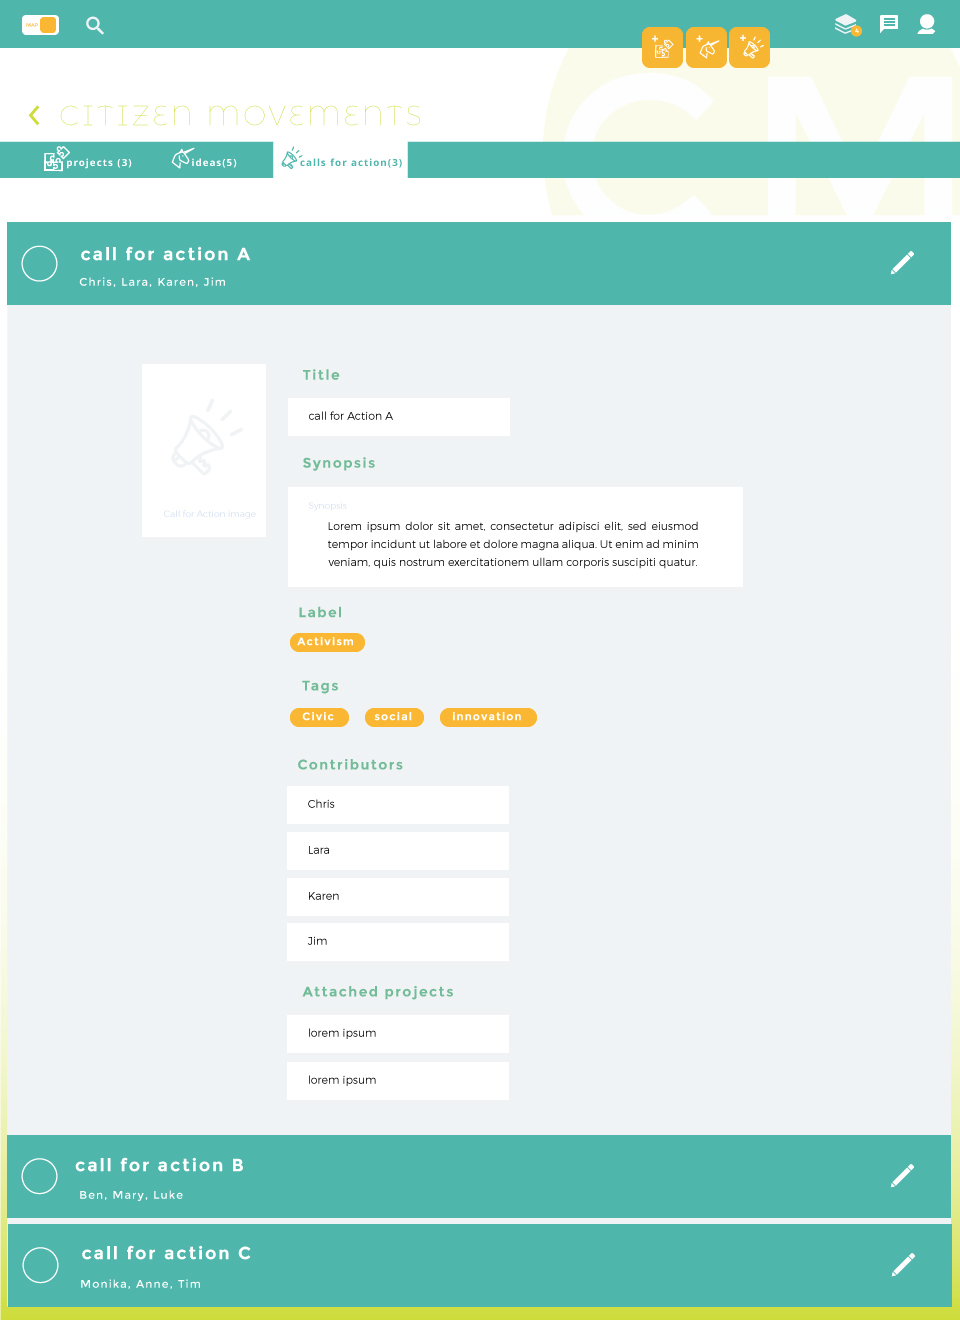 MAP
4
CITIZEN MOVEMENTS
CM
projects (3)
ideas(5)
calls for action(3)
call for action A
Chris, Lara, Karen, Jim
Title
call for Action A
Synopsis
Synopsis
Lorem ipsum dolor sit amet, consectetur adipisci elit, sed eiusmod
tempor incidunt ut labore et dolore magna aliqua. Ut enim ad minim
veniam, quis nostrum exercitationem ullam corporis suscipiti quatur.
Call for Action image
Label
Activism
Tags
Civic
social
innovation
Contributors
Chris
Lara
Karen
Jim
Attached projects
lorem ipsum
lorem ipsum
call for action B
Ben, Mary, Luke
call for action C
Monika, Anne, Tim